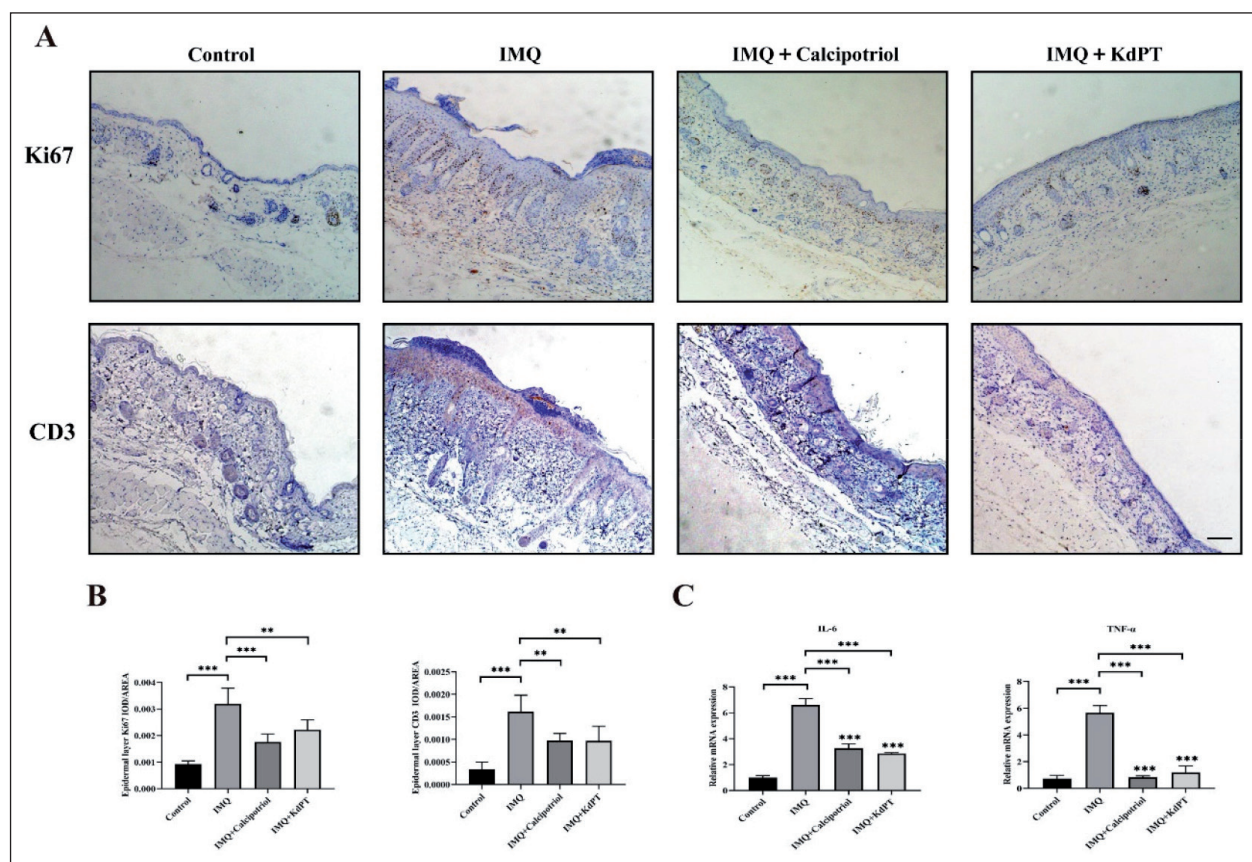 A
Control
IMQ
IMQ + Calcipotriol
IMQ + KdPT
Ki67
CD3
B
Epidermal layer Ki67 IOD/AREA
0.004
0.003
0.002
0.001
0.000
***
***
**
Control
IMQ
IMQ+Calcipotriol
IMQ+KdPT
Epidermal layer CD3 IOD/AREA
0.0025
0.0020
0.0015
0.0010
0.0005
0.0000
***
**
**
Control
IMQ
IMQ+Calcipotriol
IMQ+KdPT
C
IL-6
Relative mRNA expression
8
6
4
2
0
***
***
***
***
***
Control
IMQ
IMQ+Calcipotriol
IMQ+KdPT
TNF-α
Relative mRNA expression
8
6
4
2
0
***
***
***
***
***
Control
IMQ
IMQ+Calcipotriol
IMQ+KdPT